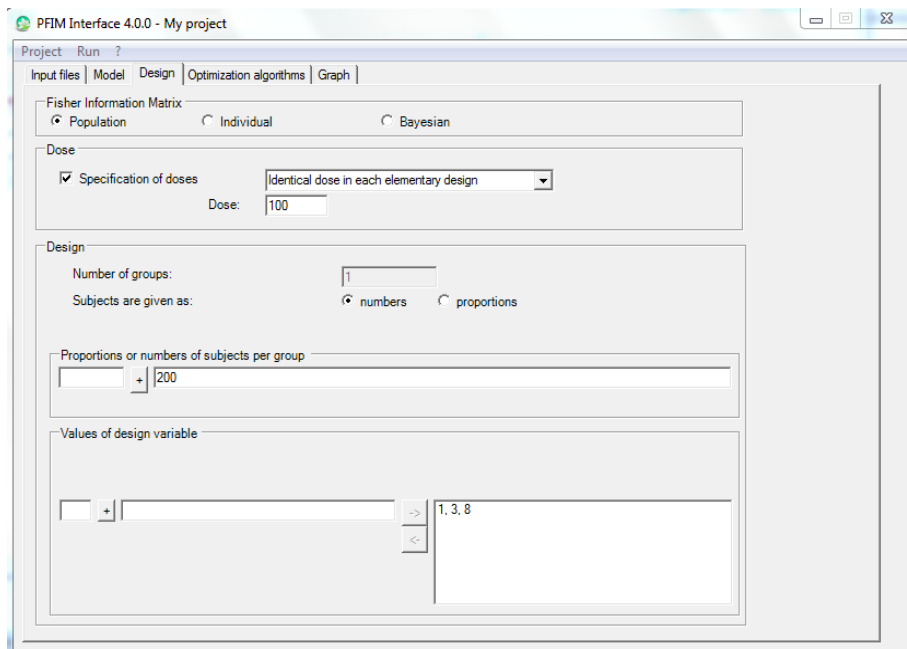 PFIM Interface 4.0.0 - My project
Project Run ?
Input files Model Design Optimization algorithms Graph
Fisher Information Matrix
Population Individual Bayesian
Dose
Specification of doses Identical dose in each elementary design
Dose: 100
Design
Number of groups: 1
Subjects are given as: numbers proportions
Proportions or numbers of subjects per group
+ 200
Values of design variable
+ -> 1, 3, 8
<-